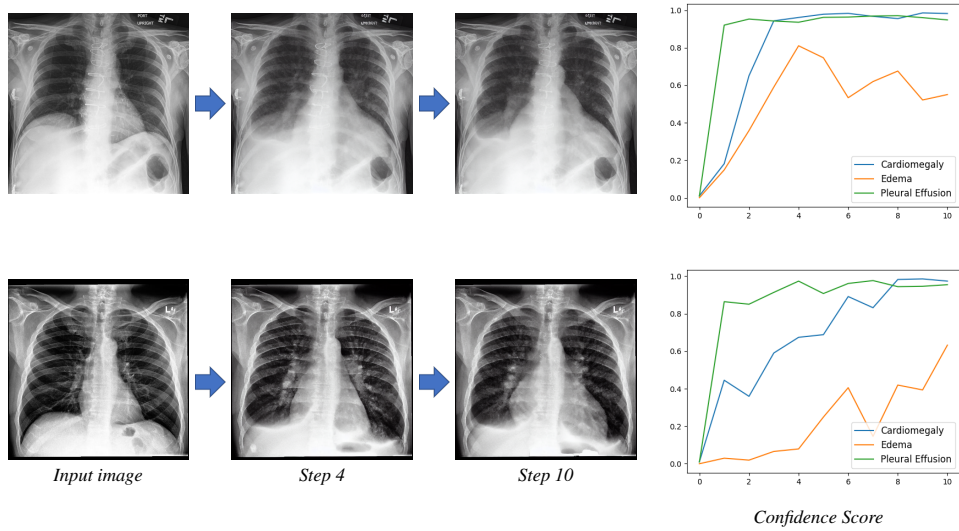 PORT
UPRIGHT
L
1.0
0.8
0.6
0.4
0.2
0.0
Cardiomegaly
Edema
Pleural Effusion
0 2 4 6 8 10
L
1.0
0.8
0.6
0.4
0.2
0.0
Cardiomegaly
Edema
Pleural Effusion
0 2 4 6 8 10
Input image
Step 4
Step 10
Confidence Score